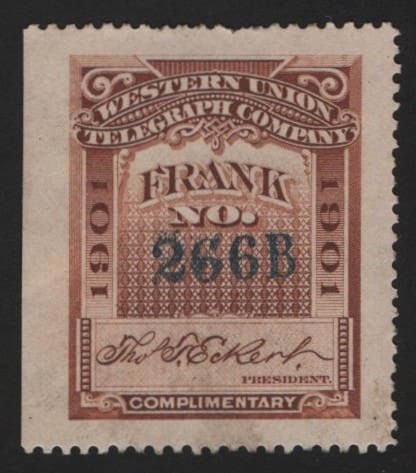 WESTERN UNION
TELEGRAPH COMPANY
FRANK
NO.
266B
1901
1901
Thos. T. Eckert
PRESIDENT.
COMPLIMENTARY